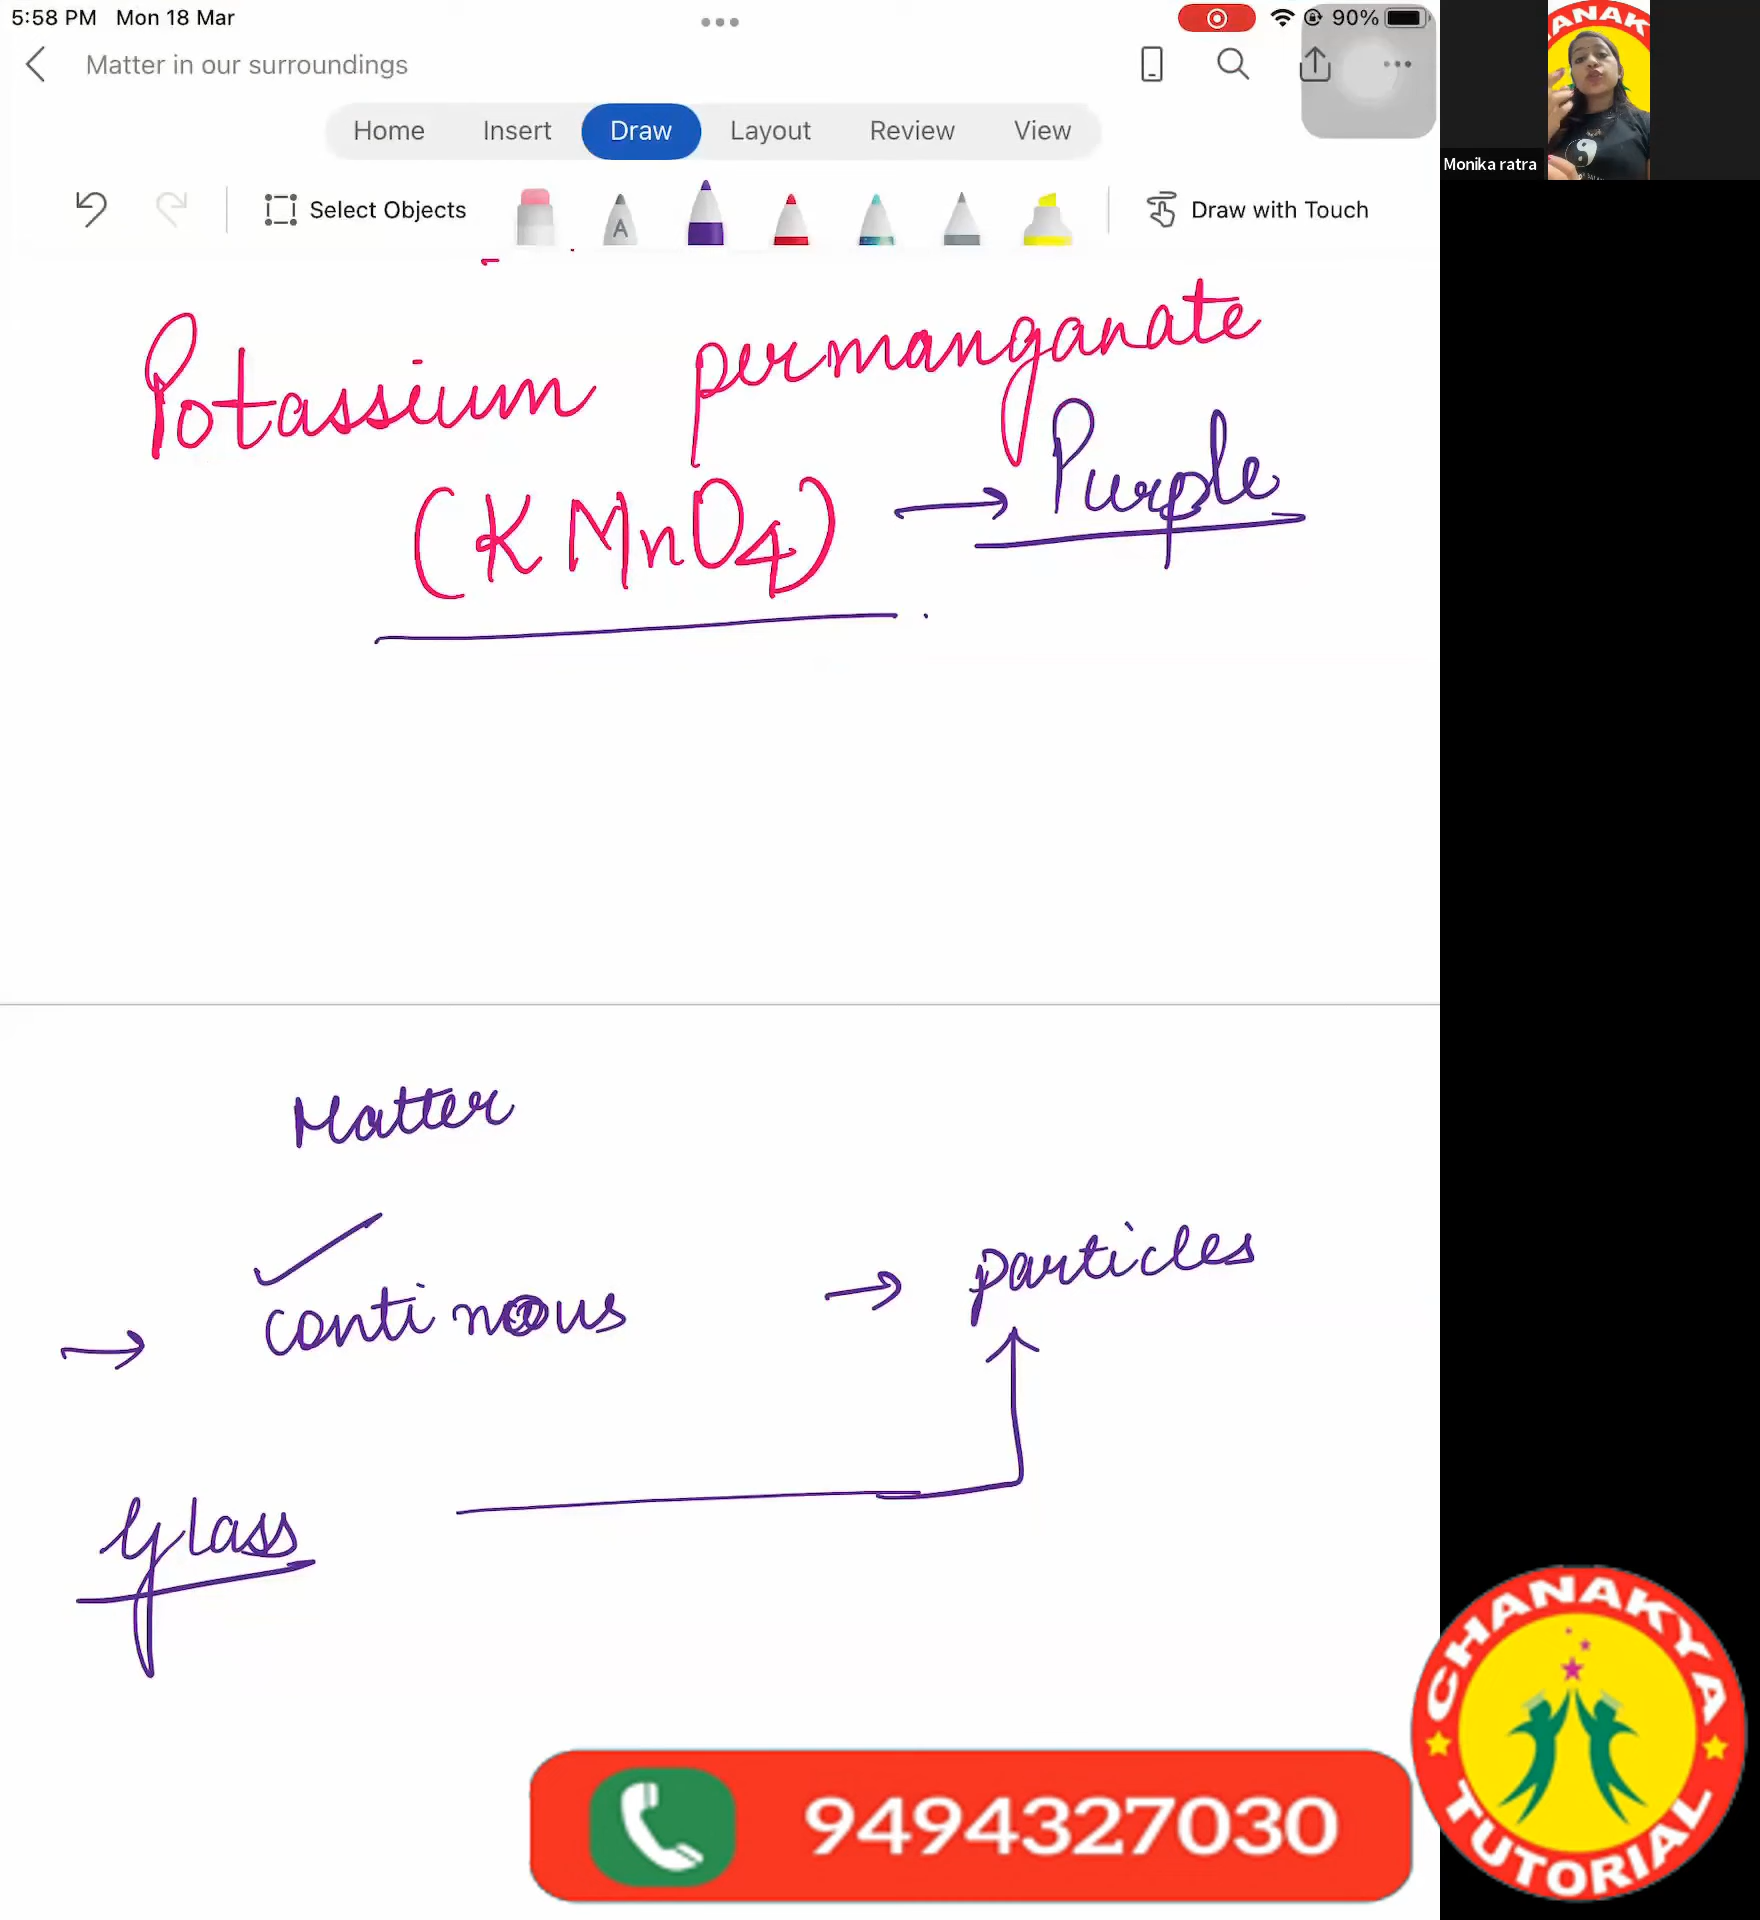 5:58 PM Mon 18 Mar
90%
Matter in our surroundings
Home Insert Draw Layout Review View
A
Select Objects
Draw with Touch
ANAK
Monika ratra
Potassium permanganate
(KMnO4) → Purple
Matter
✓
→ continous → particles
Glass
9494327030
CHANAKYA
TUTORIAL